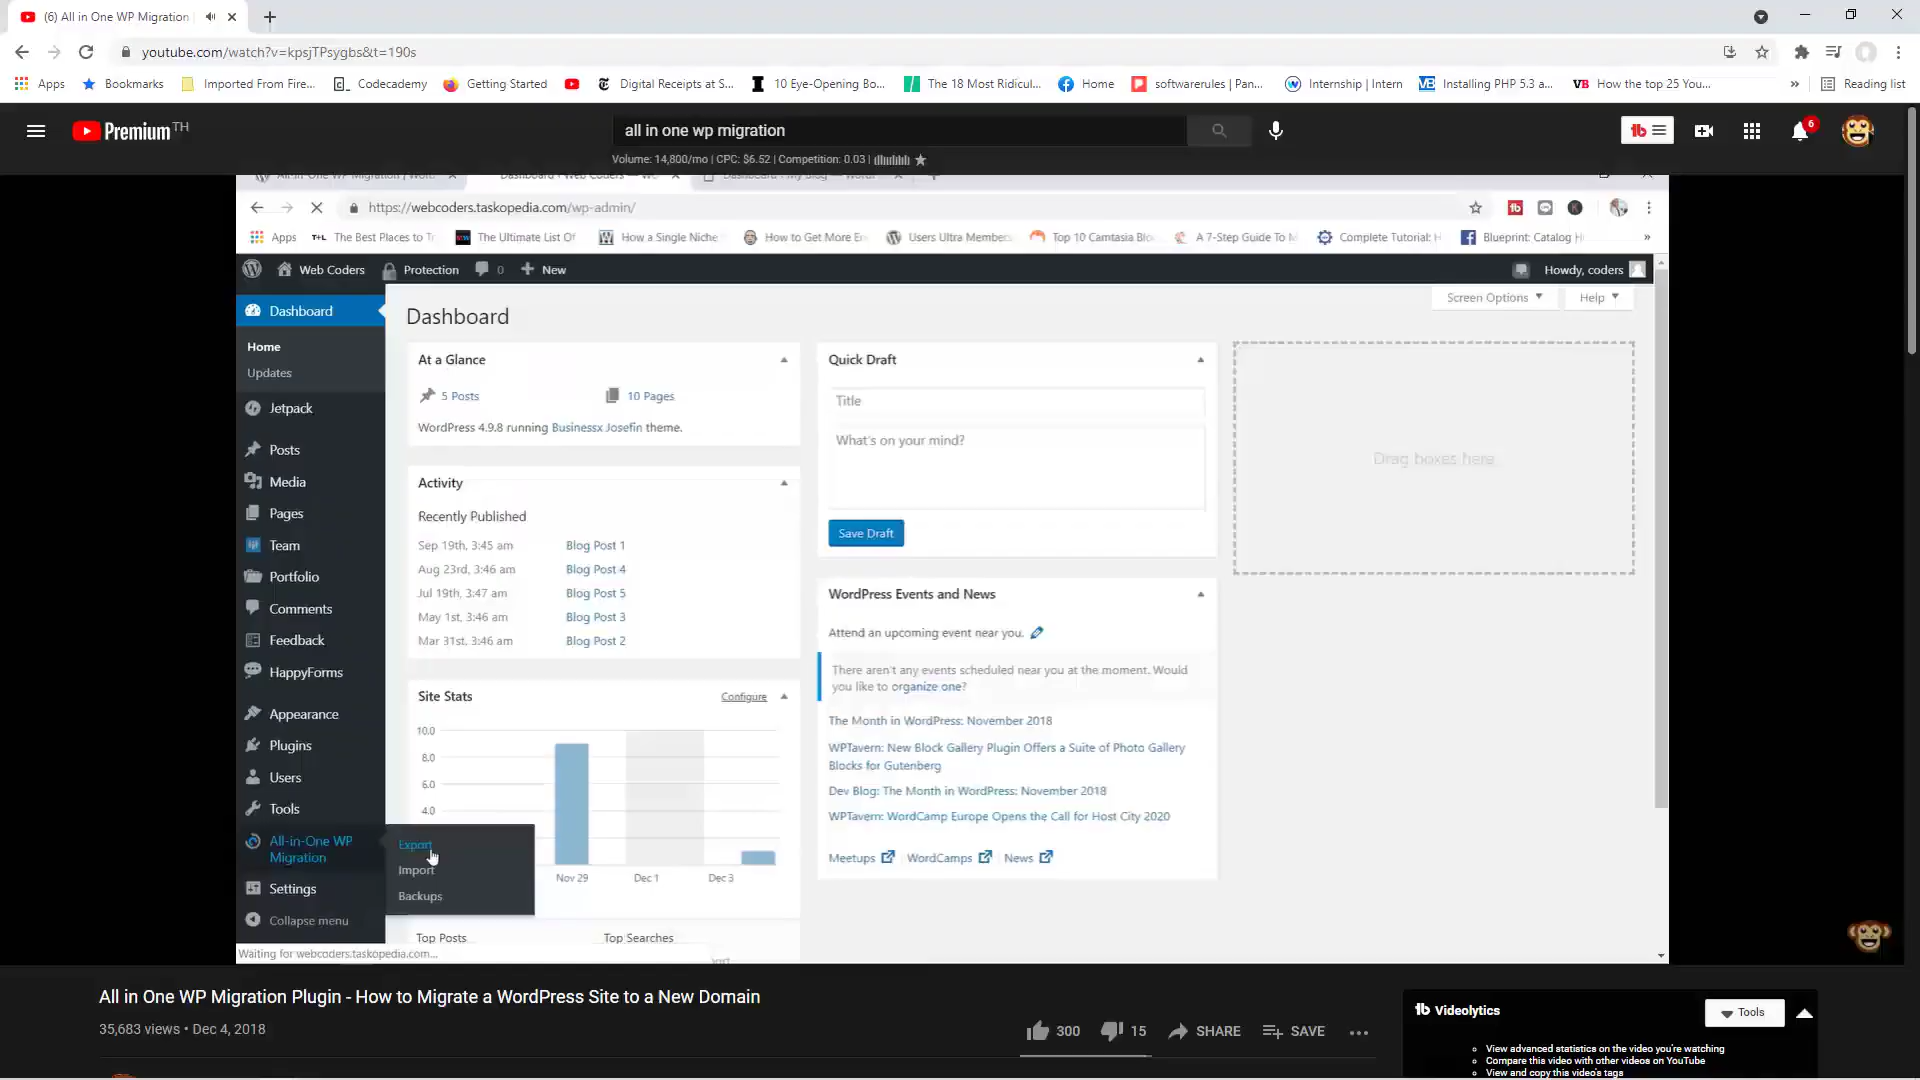 (6) All in One WP Migration
youtube.com/watch?v=kpsjTPsygbs&t=190s
Apps Bookmarks Imported From Fire... Codecademy Getting Started Digital Receipts at S... 10 Eye-Opening Bo... The 18 Most Ridicul... Home softwarerules | Pan... Internship | Intern Installing PHP 5.3 a... VB How the top 25 You... » Reading list
Premium TH
all in one wp migration
6
Volume: 14,800/mo | CPC: $6.52 | Competition: 0.03 |
https://webcoders.taskopedia.com/wp-admin/
Apps The Best Places to T The Ultimate List Of How a Single Niche How to Get More En Users Ultra Members Top 10 Camtasia Blo A 7-Step Guide To M Complete Tutorial: H Blueprint: Catalog H »
Web Coders Protection 0 New Howdy, coders
Screen Options Help
Dashboard
Home
Updates
Jetpack
Posts
Media
Pages
Team
Portfolio
Comments
Feedback
HappyForms
Appearance
Plugins
Users
Tools
All-in-One WP
Migration
Settings
Collapse menu
Export
Import
Backups
Dashboard
At a Glance
5 Posts 10 Pages
WordPress 4.9.8 running Businessx Josefin theme.
Activity
Recently Published
Sep 19th, 3:45 am Blog Post 1
Aug 23rd, 3:46 am Blog Post 4
Jul 19th, 3:47 am Blog Post 5
May 1st, 3:46 am Blog Post 3
Mar 31st, 3:46 am Blog Post 2
Site Stats Configure
10.0
8.0
6.0
4.0
Nov 29 Dec 1 Dec 3
Top Posts Top Searches
Quick Draft
Title
What's on your mind?
Save Draft
WordPress Events and News
Attend an upcoming event near you.
There aren't any events scheduled near you at the moment. Would
you like to organize one?
The Month in WordPress: November 2018
WPTavern: New Block Gallery Plugin Offers a Suite of Photo Gallery
Blocks for Gutenberg
Dev Blog: The Month in WordPress: November 2018
WPTavern: WordCamp Europe Opens the Call for Host City 2020
Meetups WordCamps News
Drag boxes here
Waiting for webcoders.taskopedia.com...
All in One WP Migration Plugin - How to Migrate a WordPress Site to a New Domain
35,683 views • Dec 4, 2018
300 15 SHARE SAVE ...
Videolytics Tools
View advanced statistics on the video you're watching
Compare this video with other videos on YouTube
View and copy this video's tags